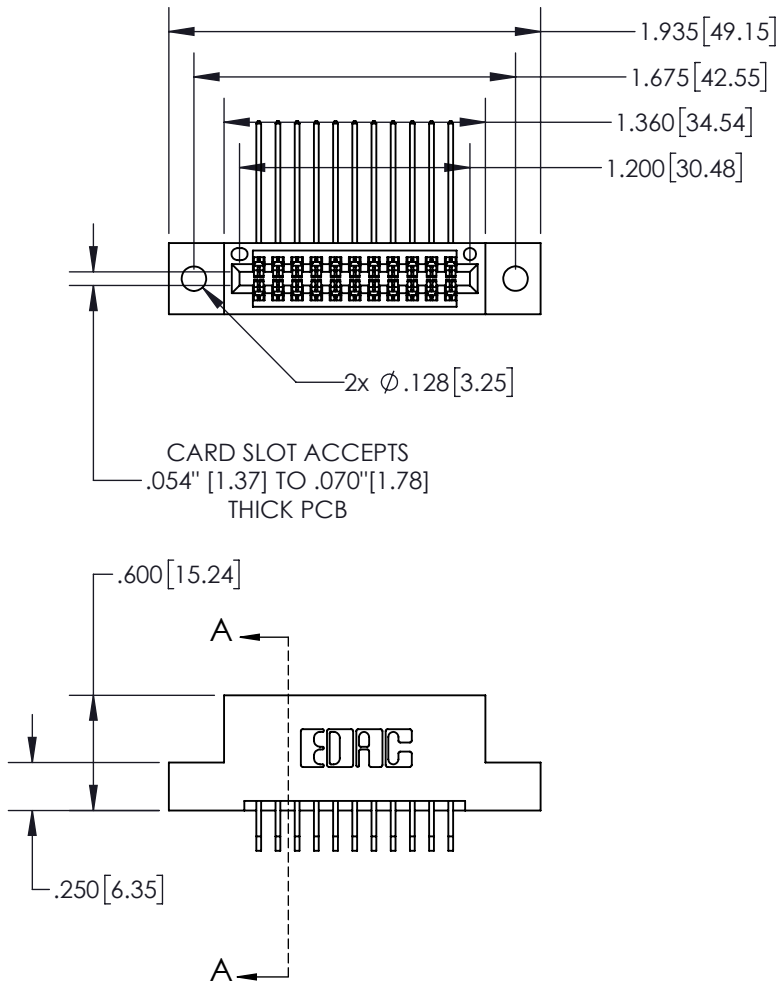 1.935[49.15]
1.675[42.55]
1.360[34.54]
1.200[30.48]
2x ∅.128[3.25]
CARD SLOT ACCEPTS
.054" [1.37] TO .070"[1.78]
THICK PCB
.600[15.24]
A
EDAC
.250[6.35]
A